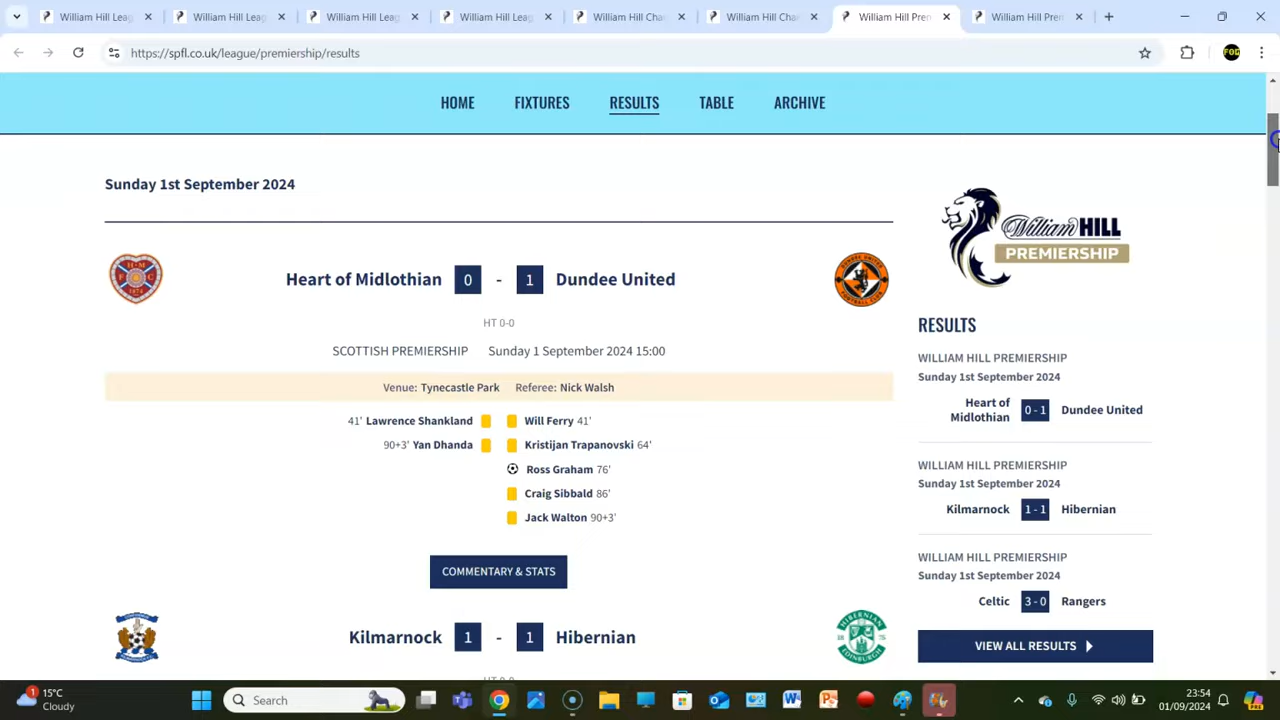 William Hill Leag
William Hill Leag
William Hill Leag
William Hill Leag
William Hill Cha
William Hill Cha
William Hill Pren
William Hill Pren
https://spfl.co.uk/league/premiership/results
HOME FIXTURES RESULTS TABLE ARCHIVE
Sunday 1st September 2024
Heart of Midlothian 0 - 1 Dundee United
HT 0-0
SCOTTISH PREMIERSHIP Sunday 1 September 2024 15:00
Venue: Tynecastle Park Referee: Nick Walsh
41' Lawrence Shankland Will Ferry 41'
90+3' Yan Dhanda Kristijan Trapanovski 64'
Ross Graham 76'
Craig Sibbald 86'
Jack Walton 90+3'
COMMENTARY & STATS
Kilmarnock 1 - 1 Hibernian
William HILL
PREMIERSHIP
RESULTS
WILLIAM HILL PREMIERSHIP
Sunday 1st September 2024
Heart of
Midlothian 0 - 1 Dundee United
WILLIAM HILL PREMIERSHIP
Sunday 1st September 2024
Kilmarnock 1 - 1 Hibernian
WILLIAM HILL PREMIERSHIP
Sunday 1st September 2024
Celtic 3 - 0 Rangers
VIEW ALL RESULTS
1
15°C
Cloudy
Search
23:54
01/09/2024